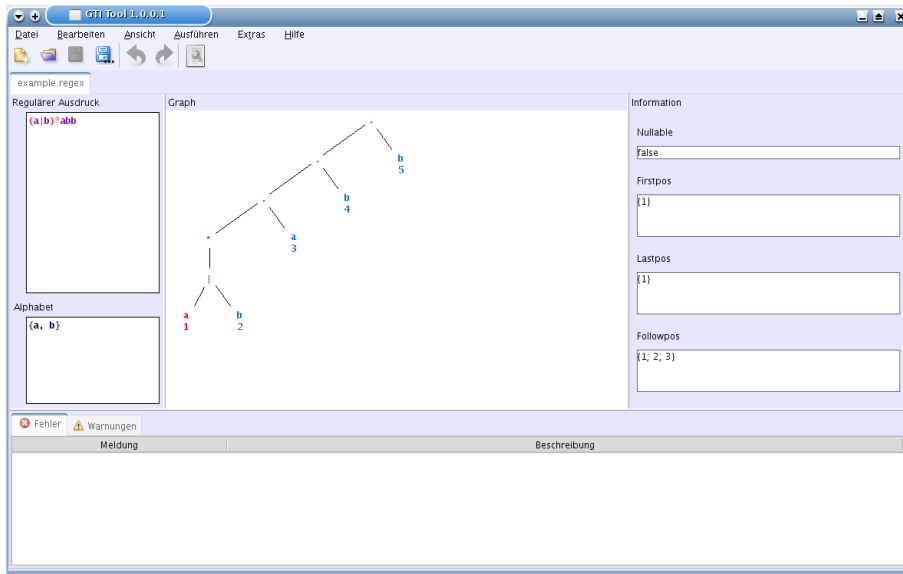 GTI Tool 1.0.0.1
Datei Bearbeiten Ansicht Ausführen Extras Hilfe
example.regex
Regulärer Ausdruck
(a|b)*abb
Alphabet
{a, b}
Graph
·
· b
5
· b
4
* a
3
|
a b
1 2
Information
Nullable
false
Firstpos
{1}
Lastpos
{1}
Followpos
{1; 2; 3}
Fehler Warnungen
Meldung Beschreibung